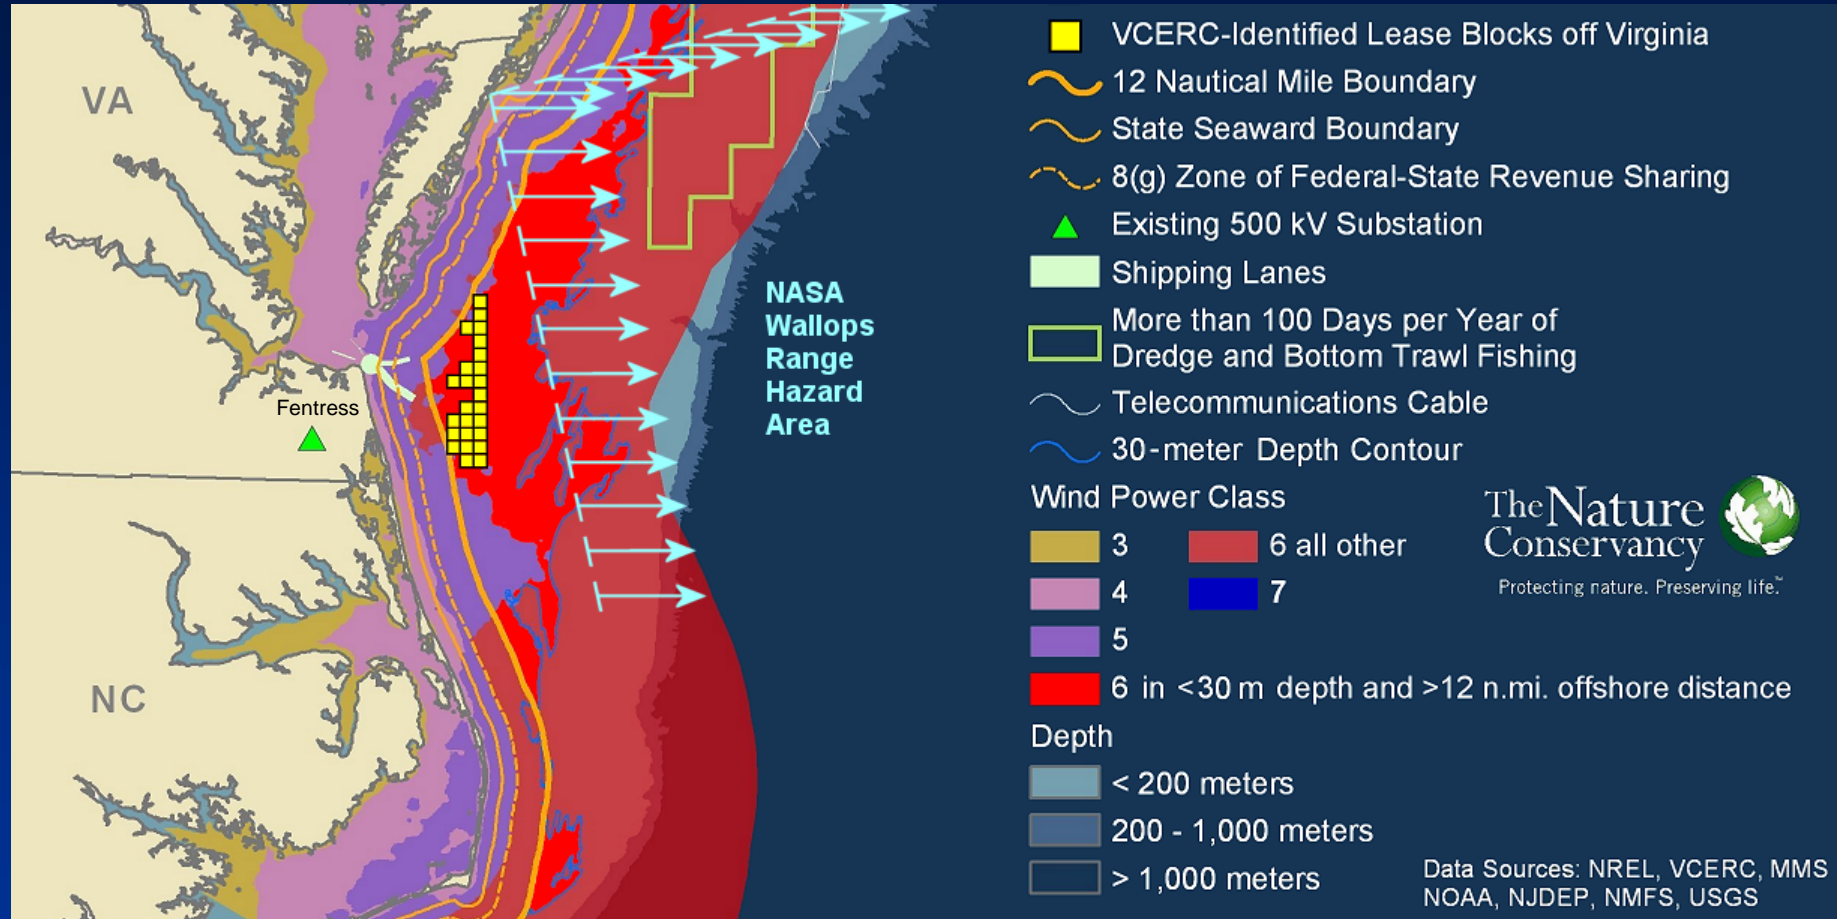 VA
NASA
Wallops
Range
Hazard
Area
Fentress
NC
VCERC-Identified Lease Blocks off Virginia
12 Nautical Mile Boundary
State Seaward Boundary
8(g) Zone of Federal-State Revenue Sharing
Existing 500 kV Substation
Shipping Lanes
More than 100 Days per Year of
Dredge and Bottom Trawl Fishing
Telecommunications Cable
30-meter Depth Contour
Wind Power Class
3
6 all other
4
7
5
6 in <30 m depth and >12 n.mi. offshore distance
The Nature
Conservancy
Protecting nature. Preserving life.™
Depth
< 200 meters
200 - 1,000 meters
> 1,000 meters
Data Sources: NREL, VCERC, MMS
NOAA, NJDEP, NMFS, USGS